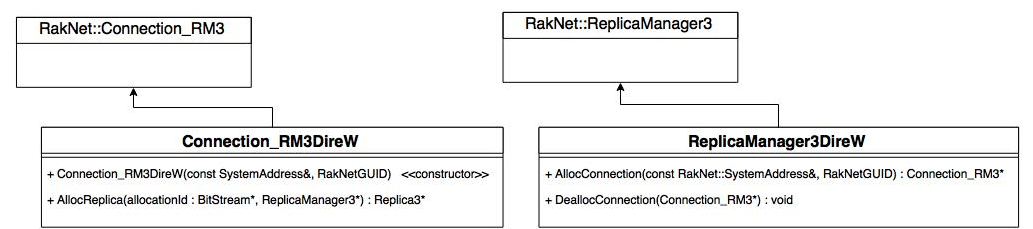 RakNet::Connection_RM3
RakNet::ReplicaManager3
Connection_RM3DireW
+ Connection_RM3DireW(const SystemAddress&, RakNetGUID) <<constructor>>
+ AllocReplica(allocationId : BitStream*, ReplicaManager3*) : Replica3*
ReplicaManager3DireW
+ AllocConnection(const RakNet::SystemAddress&, RakNetGUID) : Connection_RM3*
+ DeallocConnection(Connection_RM3*) : void